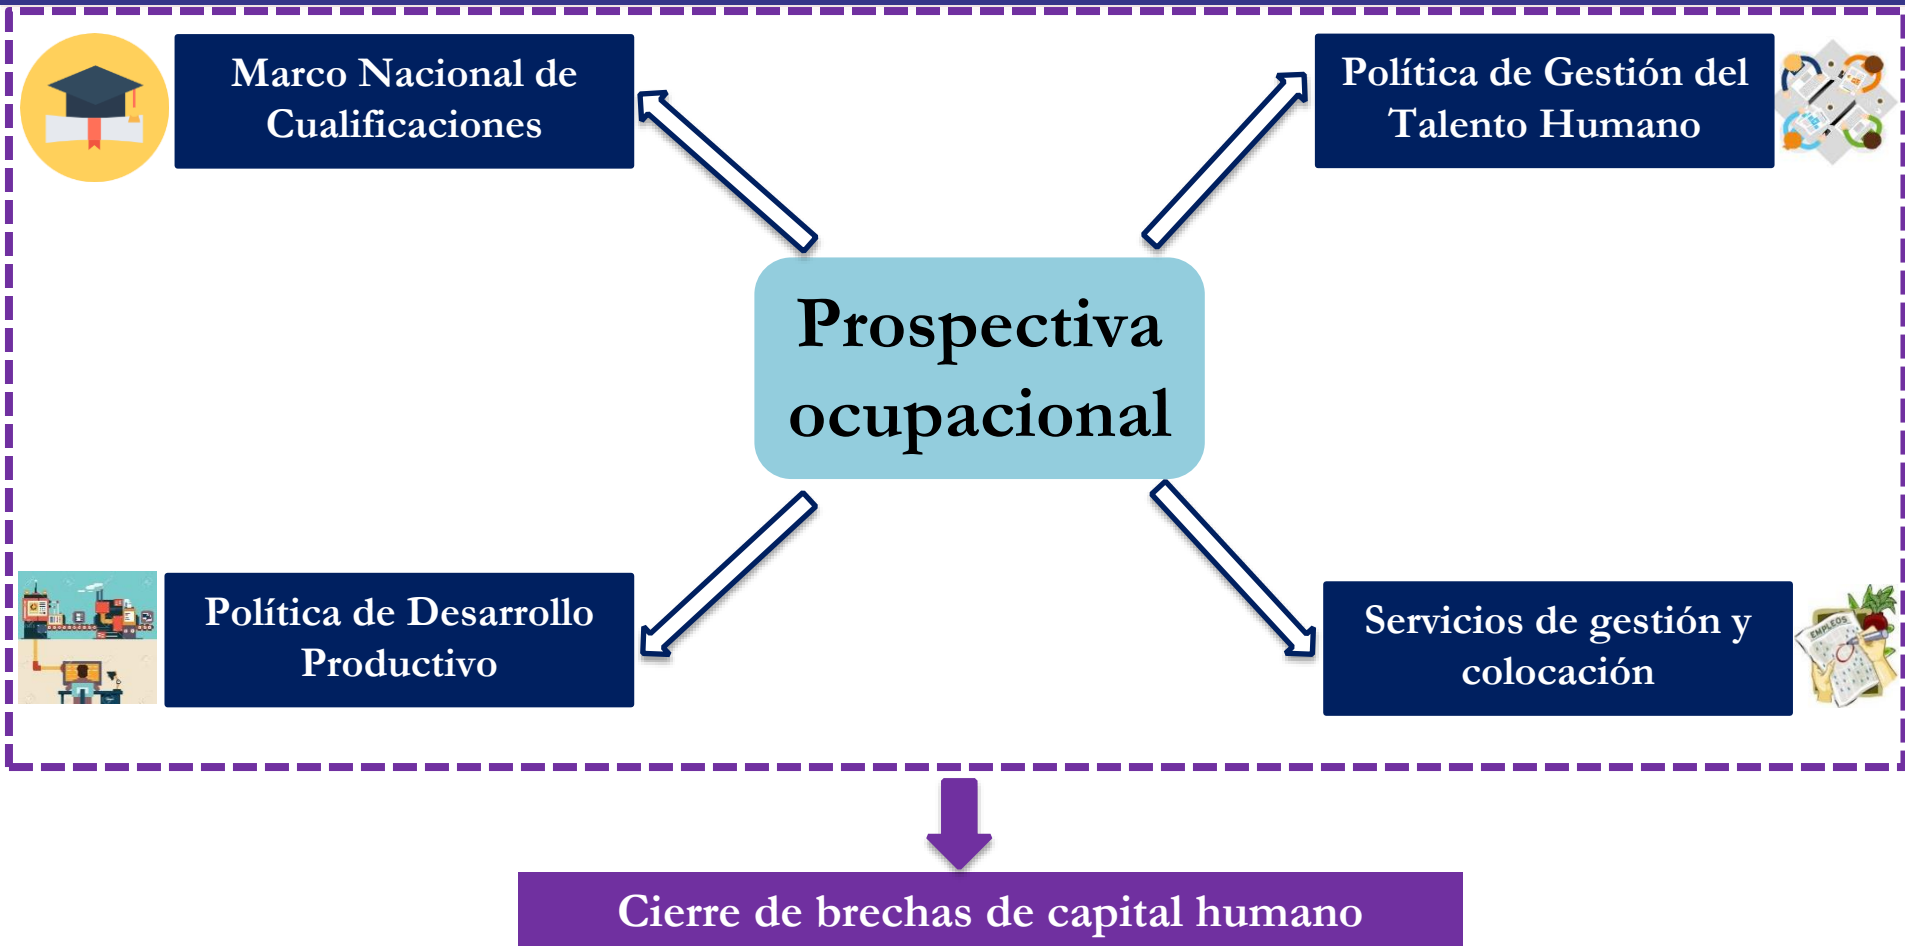 Marco Nacional de
Cualificaciones
Política de Gestión del
Talento Humano
Prospectiva
ocupacional
Política de Desarrollo
Productivo
Servicios de gestión y
colocación
EMPLEOS
Cierre de brechas de capital humano